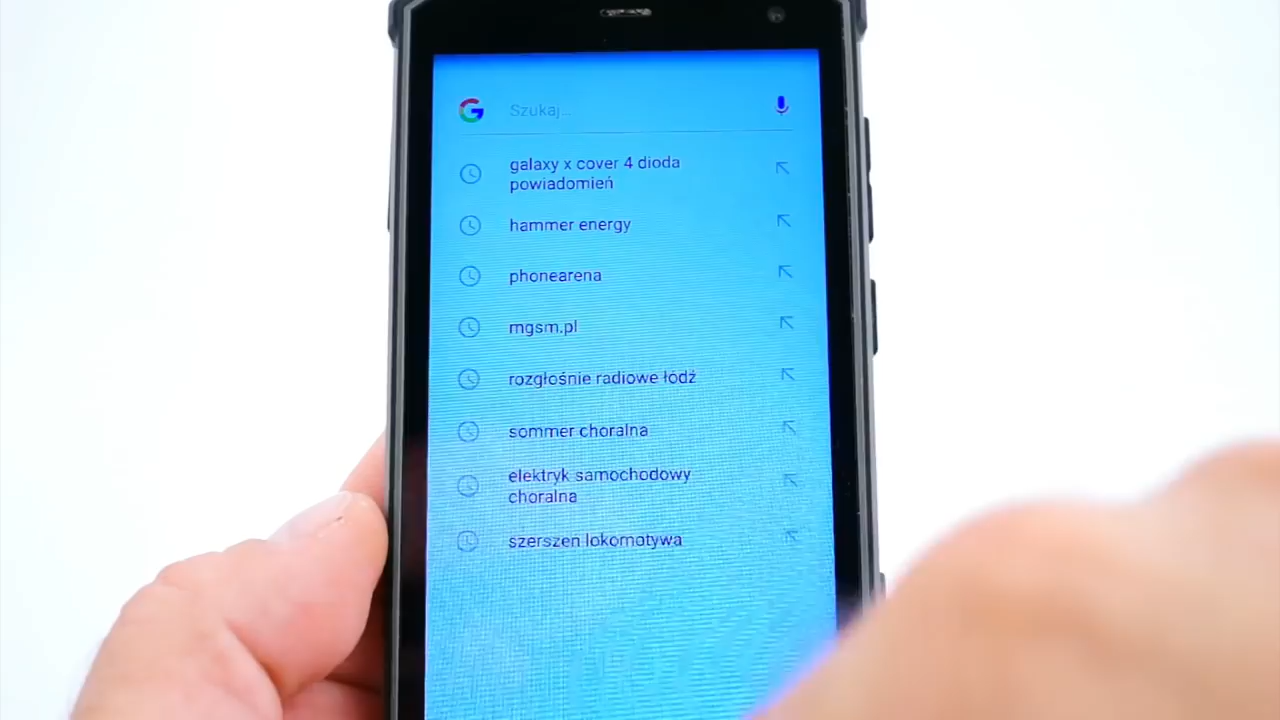 Szukaj...
galaxy x cover 4 dioda
powiadomień
hammer energy
phonearena
mgsm.pl
rozgłośnie radiowe łódź
sommer choralna
elektryk samochodowy
choralna
szerszeń lokomotywa